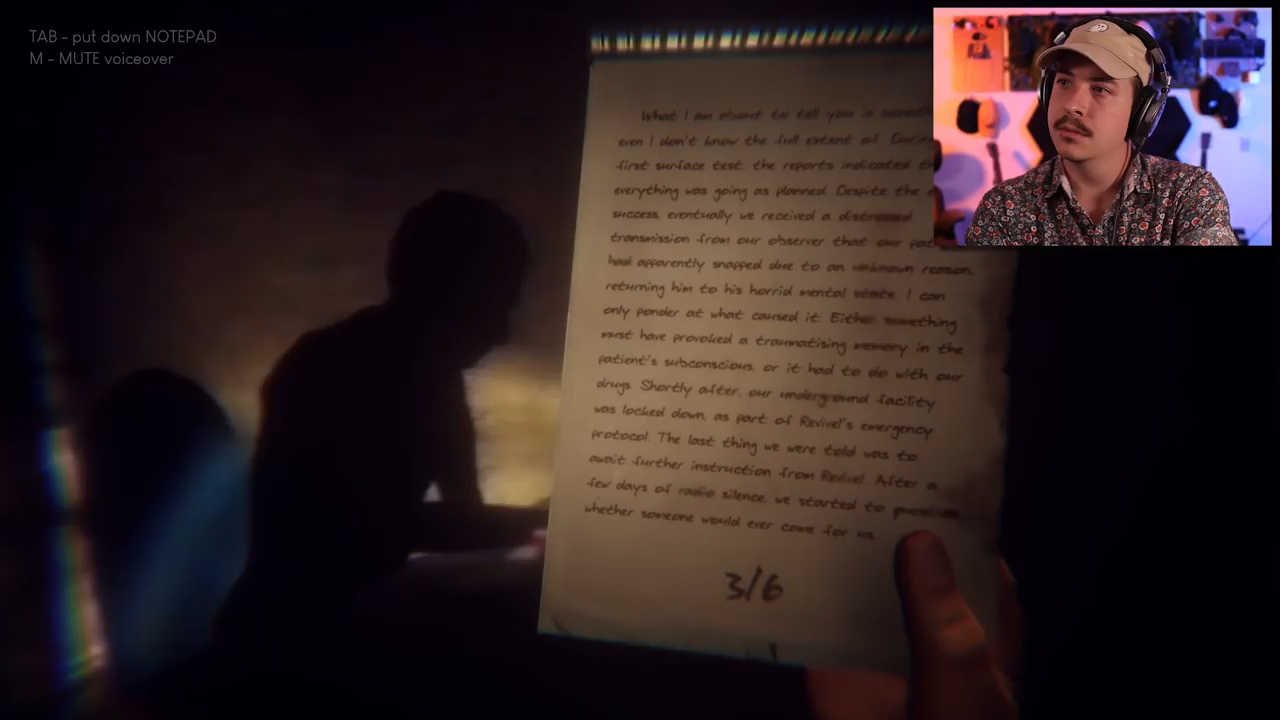 TAB - put down NOTEPAD
M - MUTE voiceover
What I am about to tell you is
even I don't know the full extent of
first surface test, the reports indicated
everything was going as planned. Despite the
success, eventually we received a distressed
transmission from our observer that our
had apparently snapped due to an unknown reason,
returning him to his horrid mental state. I can
only ponder at what caused it. Either something
must have provoked a traumatising memory in the
patient's subconscious, or it had to do with our
drugs. Shortly after, our underground facility
was locked down, as part of Revivel's emergency
protocol. The last thing we were told was to
await further instruction from Revivel. After a
few days of radio silence, we started to
whether someone would ever come for us.
3/6